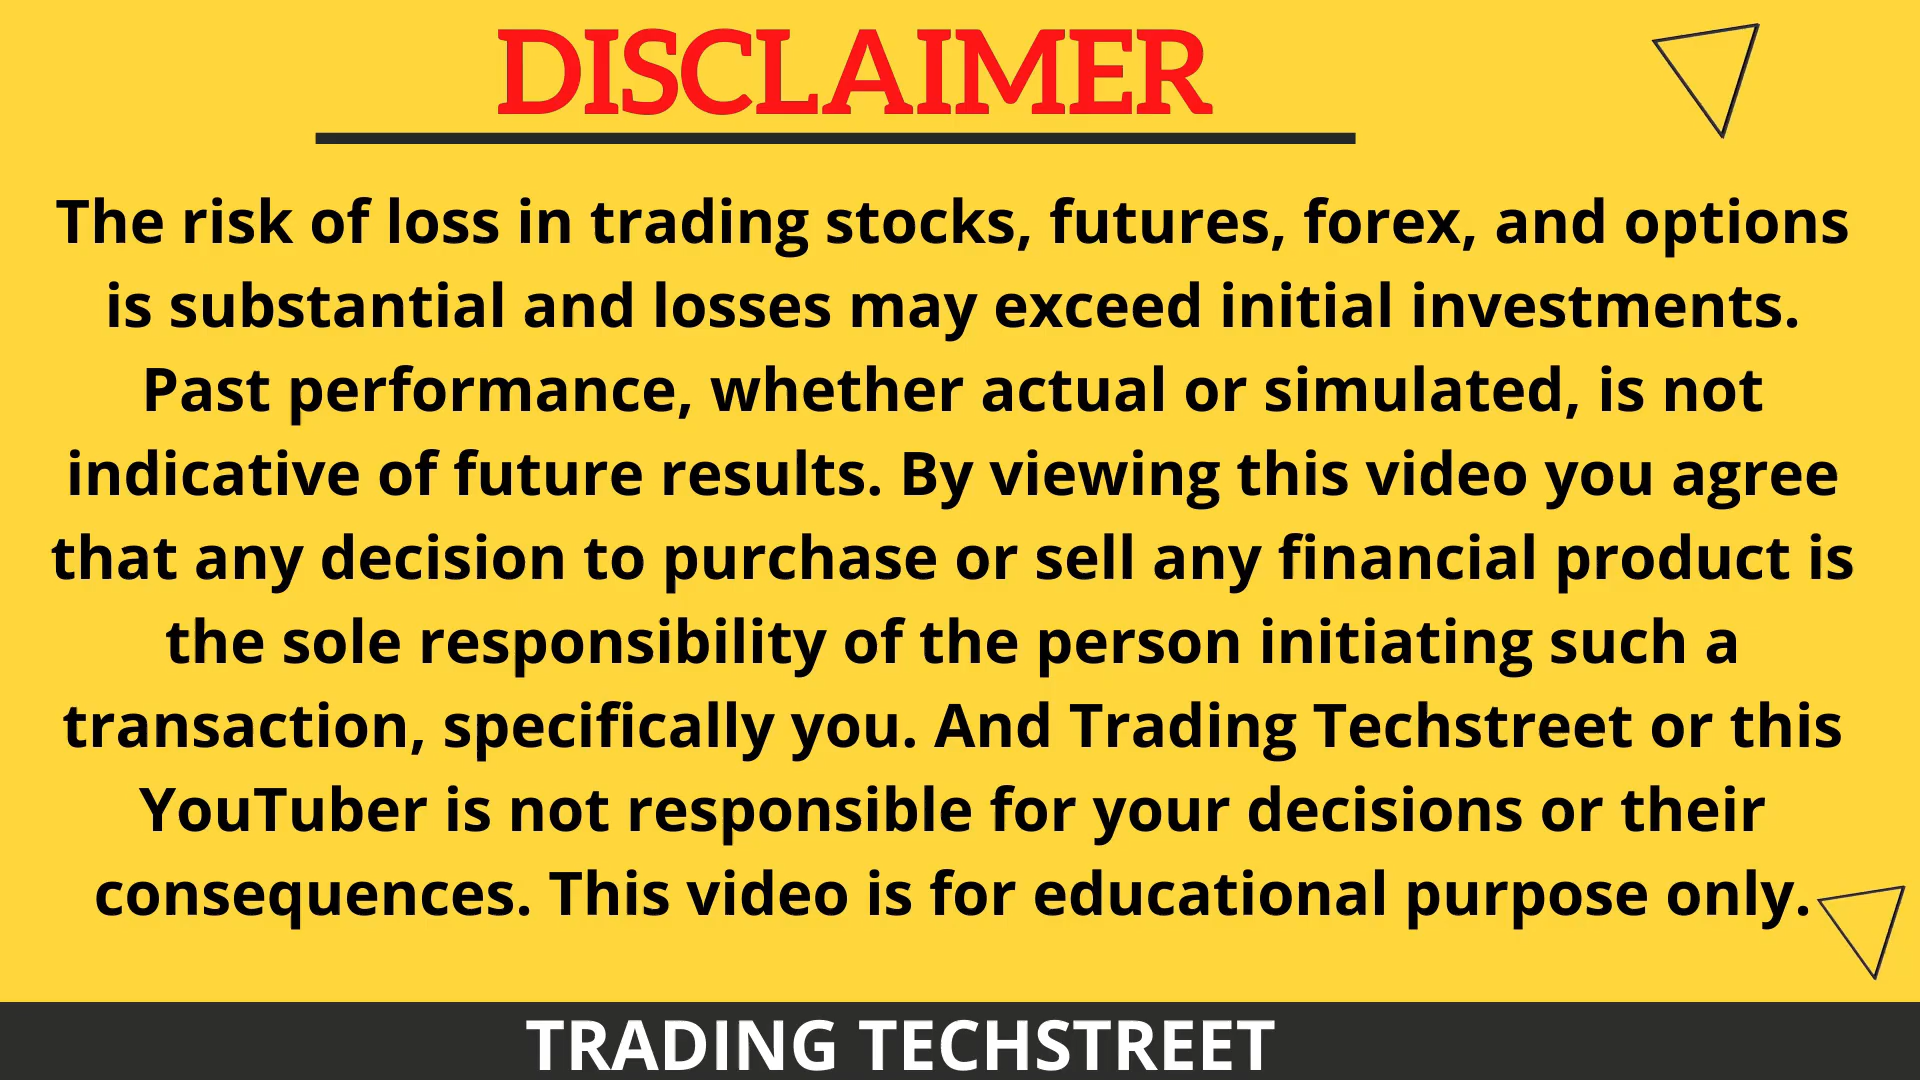 DISCLAIMER
The risk of loss in trading stocks, futures, forex, and options
is substantial and losses may exceed initial investments.
Past performance, whether actual or simulated, is not
indicative of future results. By viewing this video you agree
that any decision to purchase or sell any financial product is
the sole responsibility of the person initiating such a
transaction, specifically you. And Trading Techstreet or this
YouTuber is not responsible for your decisions or their
consequences. This video is for educational purpose only.
TRADING TECHSTREET